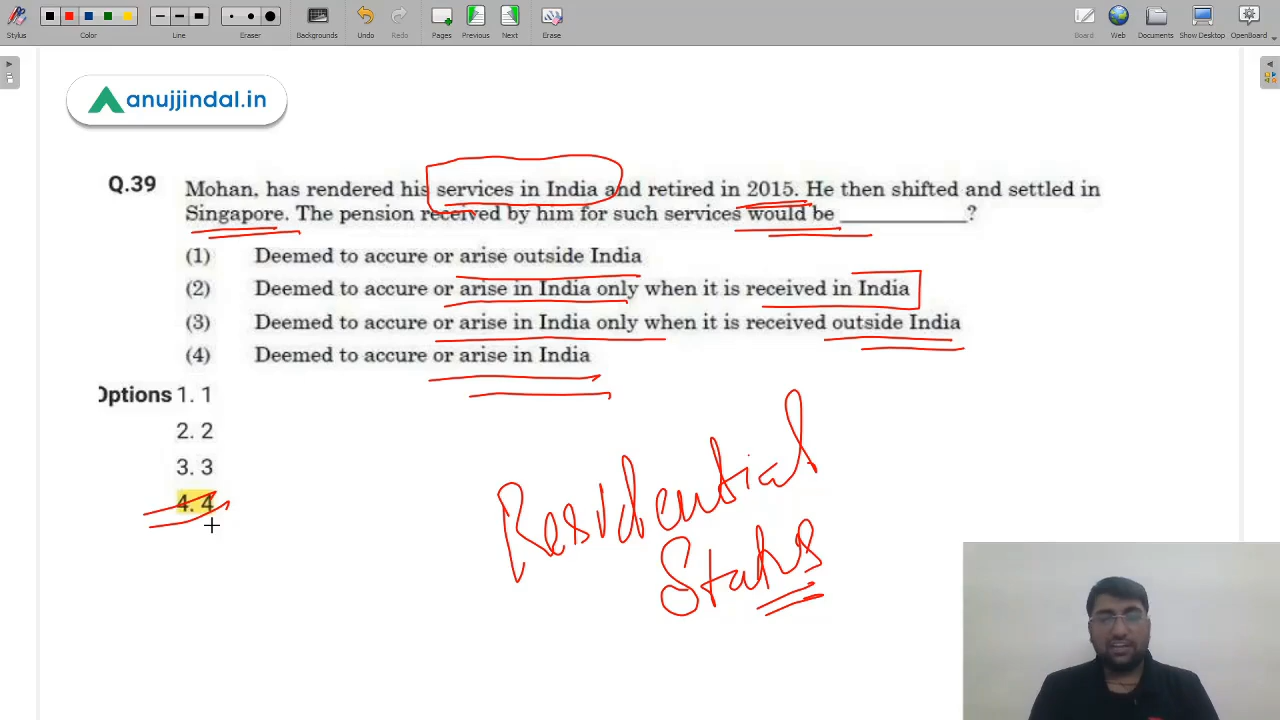 Stylus
Color
Line
Eraser
Backgrounds
Undo
Redo
Pages
Previous
Next
Erase
Board
Web
Documents
Show Desktop
OpenBoard
anujjindal.in
Q.39
Mohan, has rendered his services in India and retired in 2015. He then shifted and settled in
Singapore. The pension received by him for such services would be ____________?
(1) Deemed to accure or arise outside India
(2) Deemed to accure or arise in India only when it is received in India
(3) Deemed to accure or arise in India only when it is received outside India
(4) Deemed to accure or arise in India
Options 1. 1
2. 2
3. 3
4. 4
Residential
Status